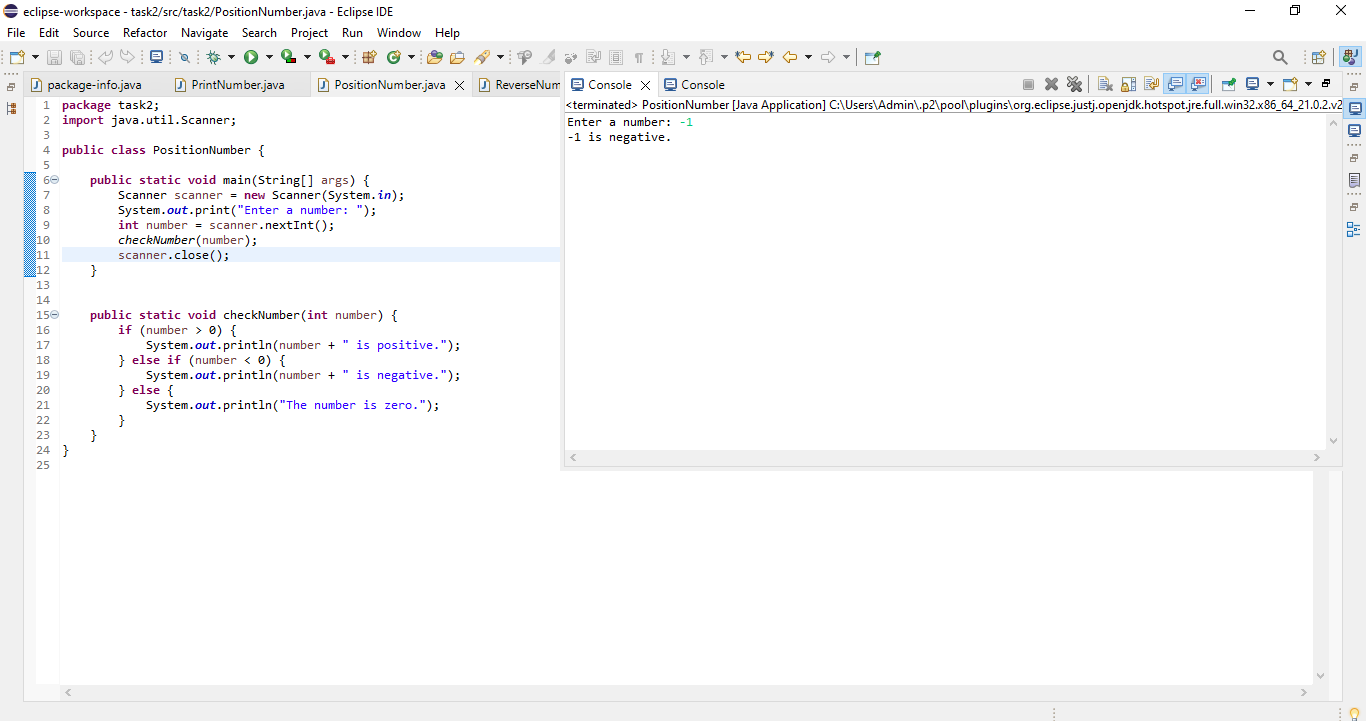 eclipse-workspace - task2/src/task2/PositionNumber.java - Eclipse IDE
File Edit Source Refactor Navigate Search Project Run Window Help
package-info.java PrintNumber.java PositionNumber.java ReverseNum
1 package task2;
2 import java.util.Scanner;
3
4 public class PositionNumber {
5
6 public static void main(String[] args) {
7 Scanner scanner = new Scanner(System.in);
8 System.out.print("Enter a number: ");
9 int number = scanner.nextInt();
10 checkNumber(number);
11 scanner.close();
12 }
13
14
15 public static void checkNumber(int number) {
16 if (number > 0) {
17 System.out.println(number + " is positive.");
18 } else if (number < 0) {
19 System.out.println(number + " is negative.");
20 } else {
21 System.out.println("The number is zero.");
22 }
23 }
24 }
25
Console Console
<terminated> PositionNumber [Java Application] C:\Users\Admin\.p2\pool\plugins\org.eclipse.justj.openjdk.hotspot.jre.full.win32.x86_64_21.0.2.v2
Enter a number: -1
-1 is negative.